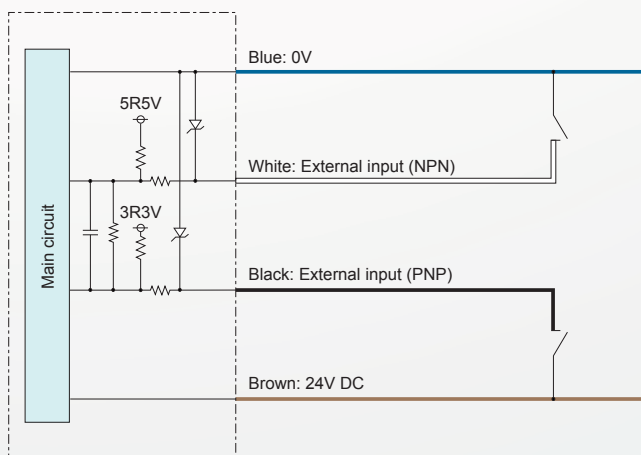 Blue: 0V
5R5V
White: External input (NPN)
3R3V
Main circuit
Black: External input (PNP)
Brown: 24V DC